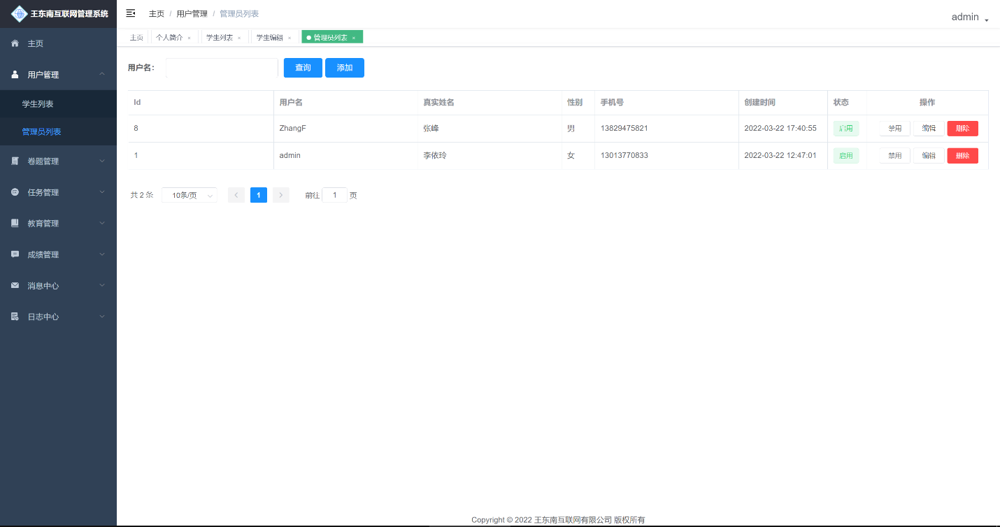 王东南互联网管理系统
主页
用户管理
学生列表
管理员列表
卷题管理
任务管理
教育管理
成绩管理
消息中心
日志中心
主页 / 用户管理 / 管理员列表
admin
主页 个人简介 × 学生列表 × 学生编辑 × 管理员列表 ×
用户名: 查询 添加
Id 用户名 真实姓名 性别 手机号 创建时间 状态 操作
8 ZhangF 张峰 男 13829475821 2022-03-22 17:40:55 启用 禁用 编辑 删除
1 admin 李依玲 女 13013770833 2022-03-22 12:47:01 启用 禁用 编辑 删除
共 2 条 10条/页 1 前往 1 页
Copyright © 2022 王东南互联网有限公司 版权所有